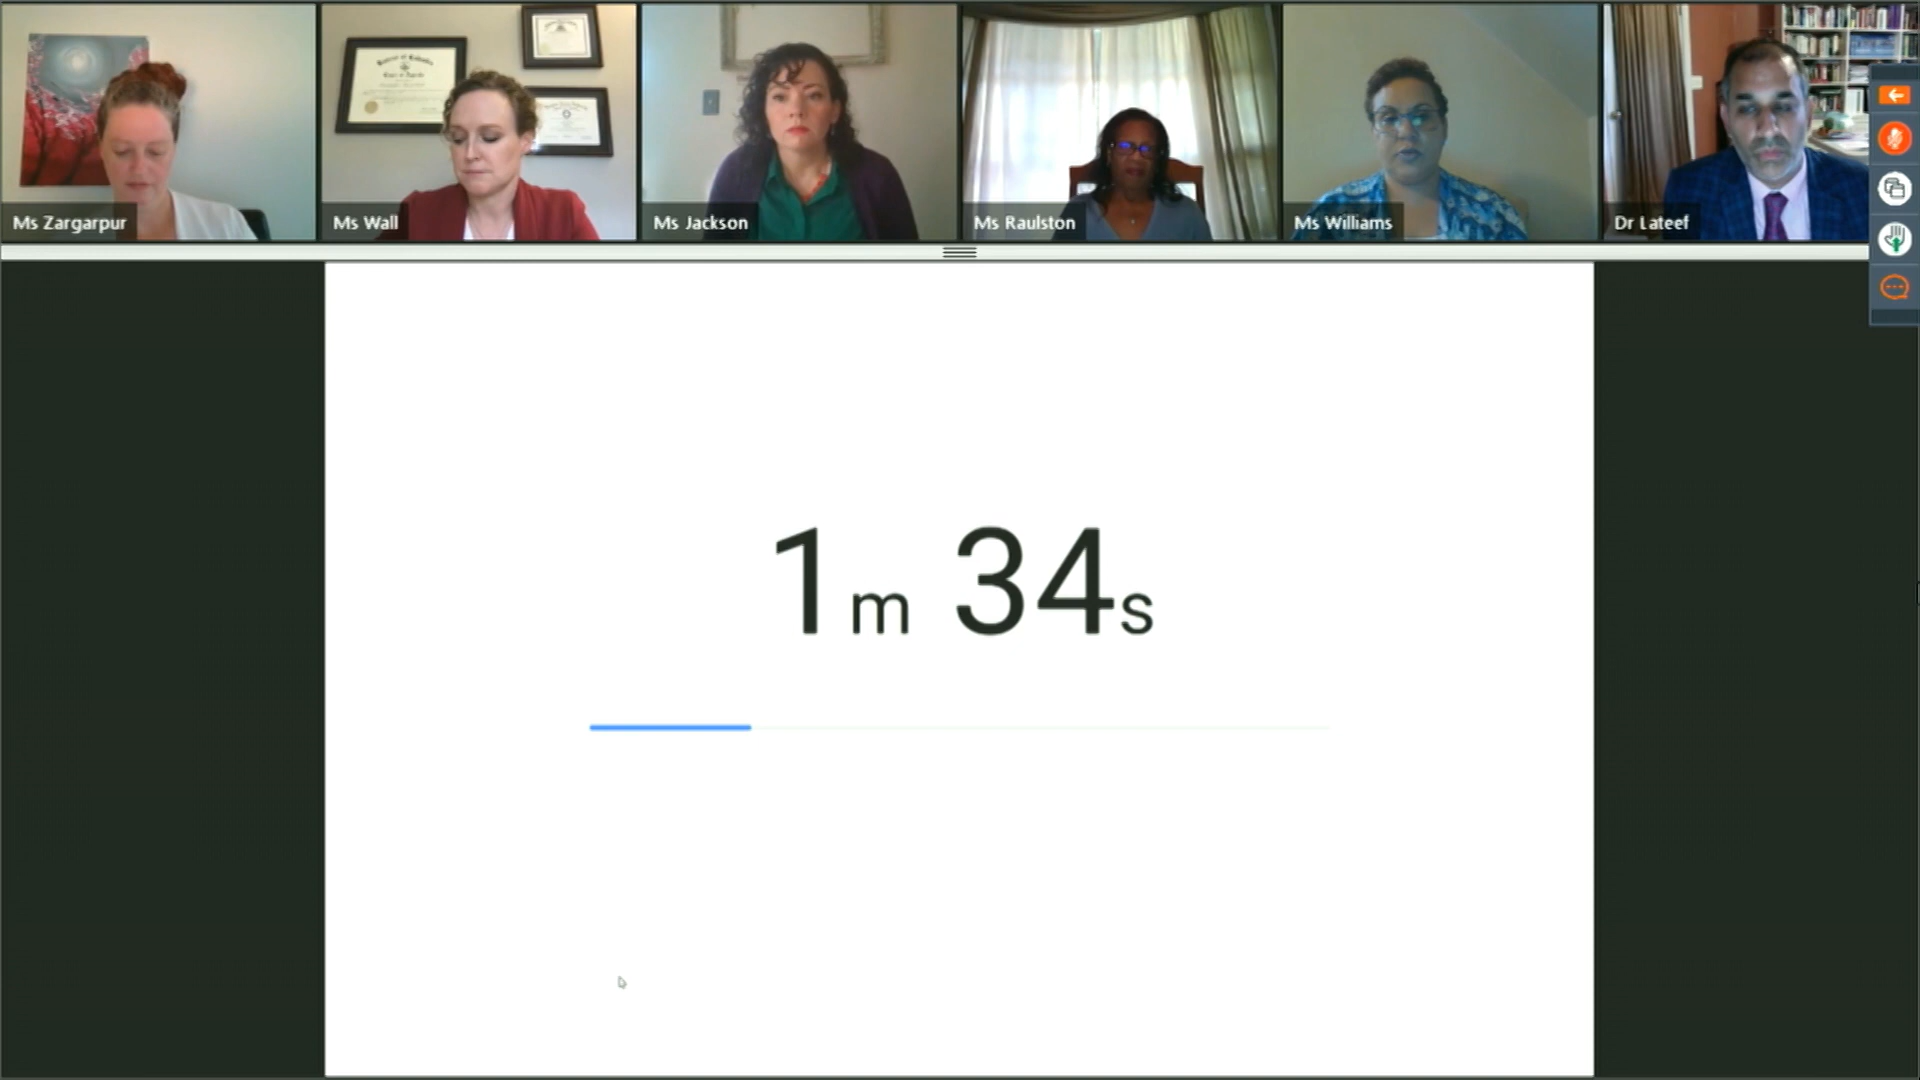 Ms Zargarpur
Ms Wall
Ms Jackson
Ms Raulston
Ms Williams
Dr Lateef
1m 34s